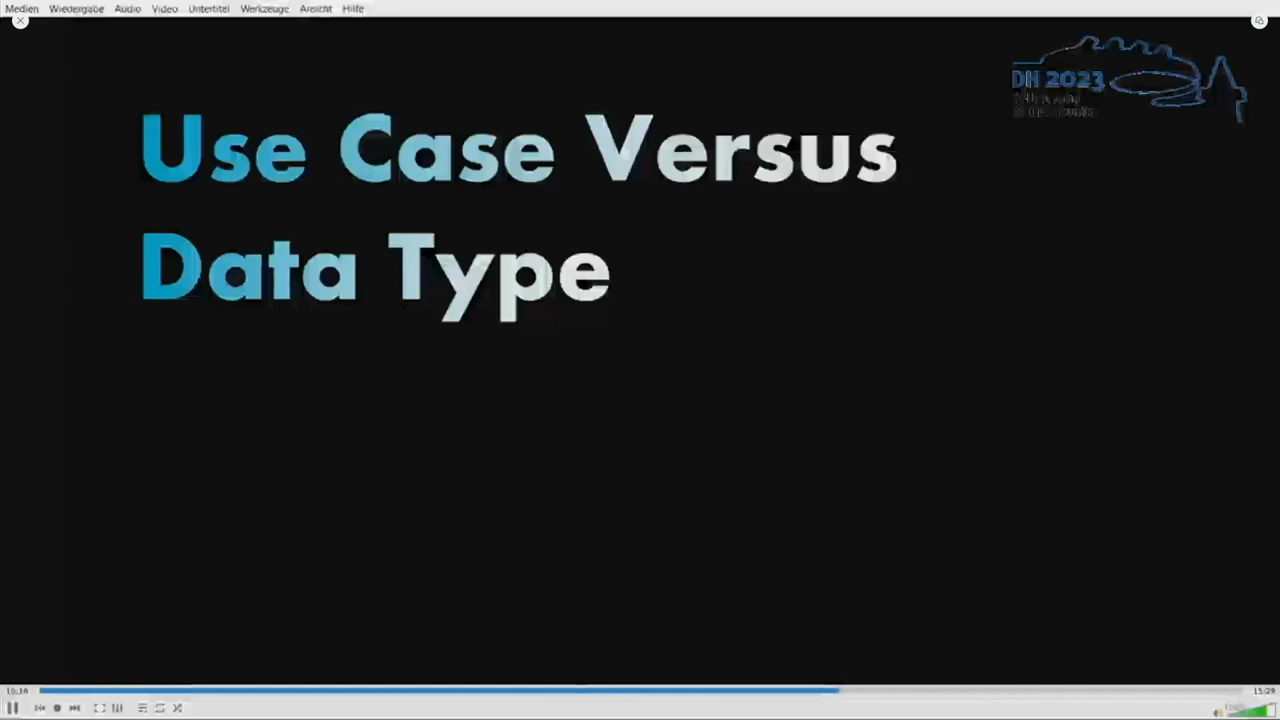 Medien Wiedergabe Audio Video Untertitel Werkzeuge Ansicht Hilfe
DH 2023
Use Case Versus
Data Type
10:16
15:29